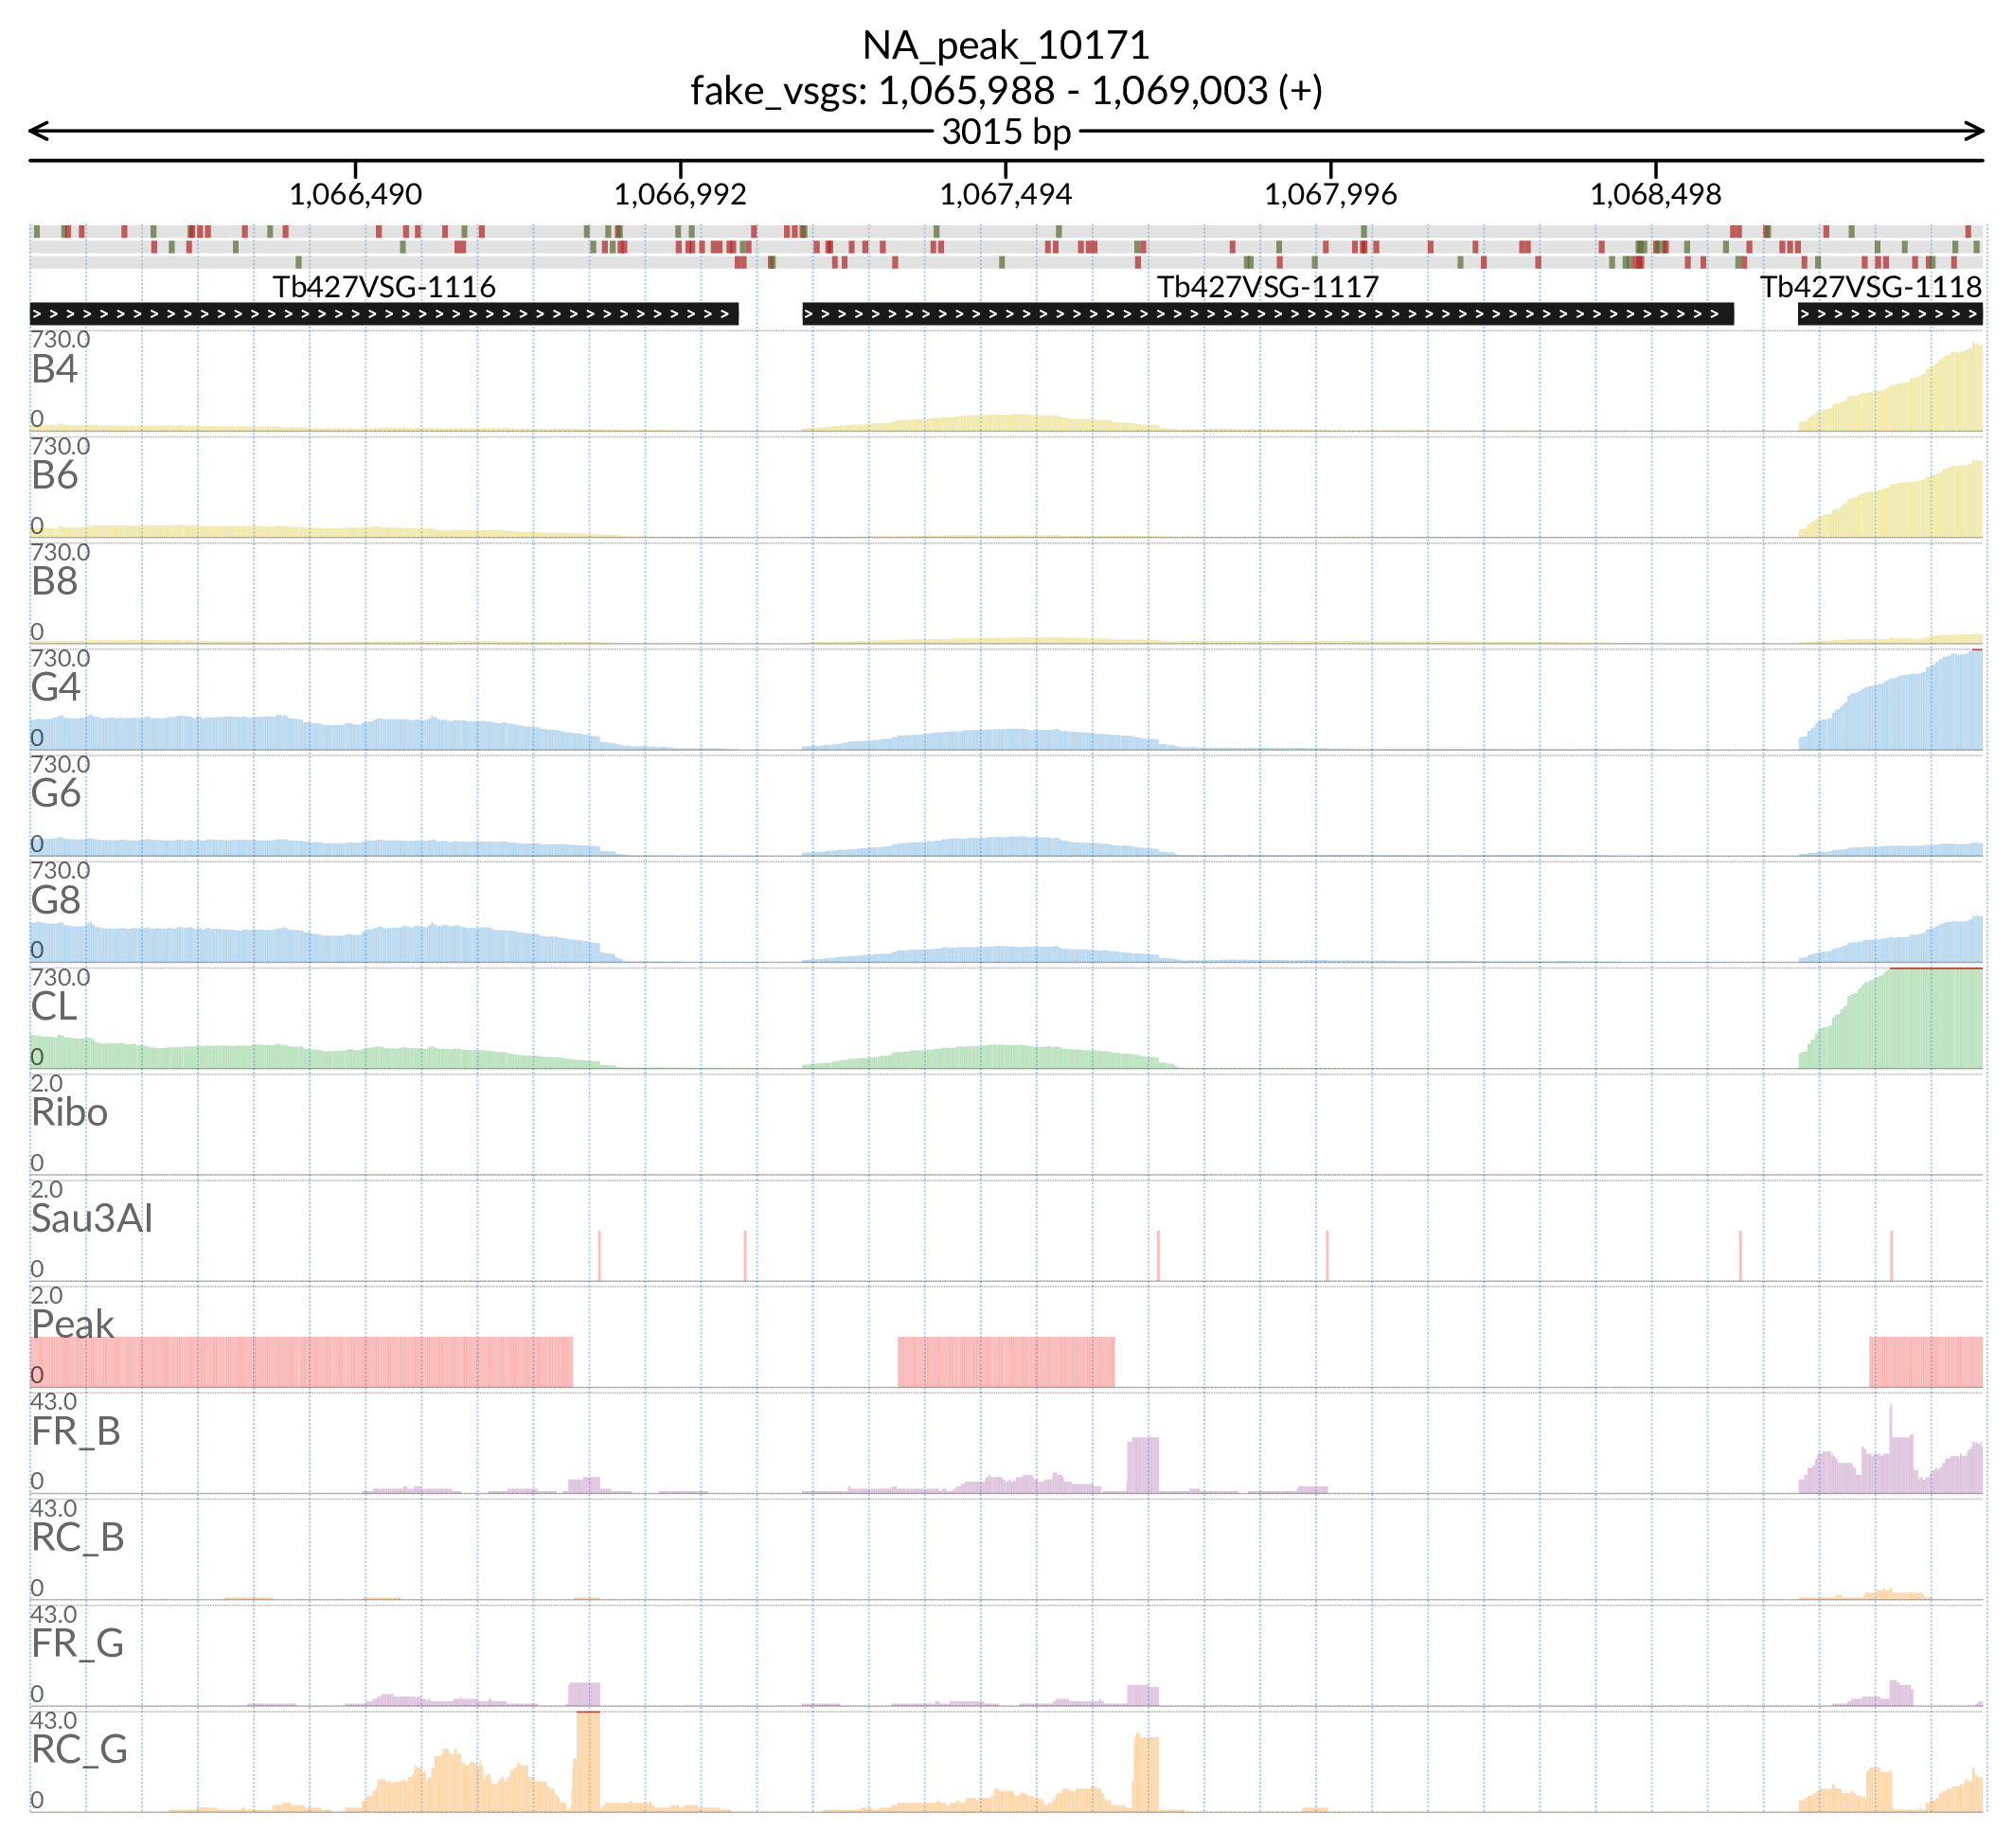 NA_peak_10171
fake_vsgs: 1,065,988 - 1,069,003 (+)
3015 bp
1,066,490 1,066,992 1,067,494 1,067,996 1,068,498
Tb427VSG-1116 Tb427VSG-1117 Tb427VSG-1118
730.0
B4
0
730.0
B6
0
730.0
B8
0
730.0
G4
0
730.0
G6
0
730.0
G8
0
730.0
CL
0
2.0
Ribo
0
2.0
Sau3AI
0
2.0
Peak
0
43.0
FR_B
0
43.0
RC_B
0
43.0
FR_G
0
43.0
RC_G
0